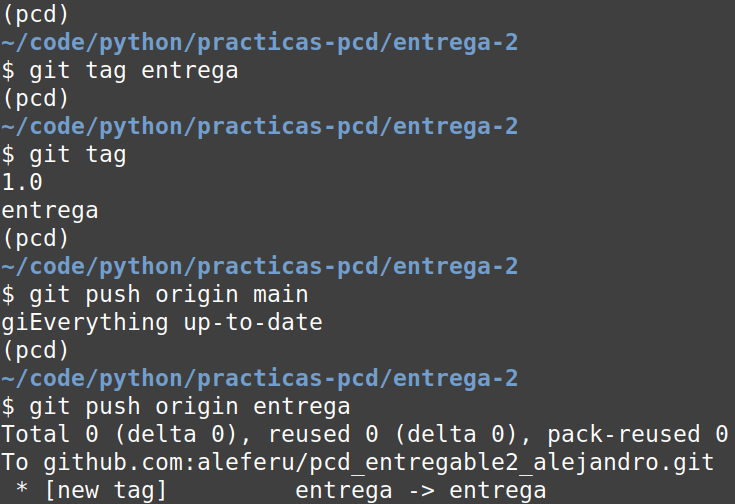 (pcd)
~/code/python/practicas-pcd/entrega-2
$ git tag entrega
(pcd)
~/code/python/practicas-pcd/entrega-2
$ git tag
1.0
entrega
(pcd)
~/code/python/practicas-pcd/entrega-2
$ git push origin main
giEverything up-to-date
(pcd)
~/code/python/practicas-pcd/entrega-2
$ git push origin entrega
Total 0 (delta 0), reused 0 (delta 0), pack-reused 0
To github.com:aleferu/pcd_entregable2_alejandro.git
 * [new tag]         entrega -> entrega